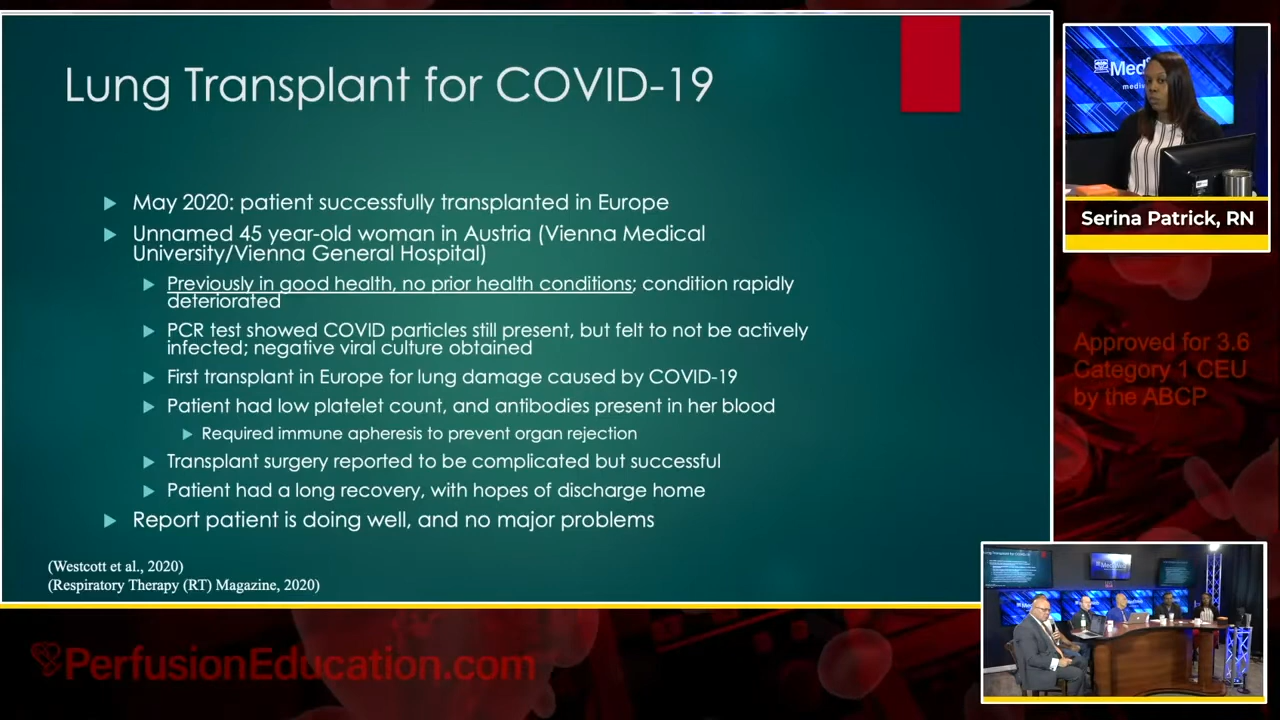 Lung Transplant for COVID-19
May 2020: patient successfully transplanted in Europe
Unnamed 45 year-old woman in Austria (Vienna Medical
University/Vienna General Hospital)
Previously in good health, no prior health conditions; condition rapidly
deteriorated
PCR test showed COVID particles still present, but felt to not be actively
infected; negative viral culture obtained
First transplant in Europe for lung damage caused by COVID-19
Patient had low platelet count, and antibodies present in her blood
Required immune apheresis to prevent organ rejection
Transplant surgery reported to be complicated but successful
Patient had a long recovery, with hopes of discharge home
Report patient is doing well, and no major problems
(Westcott et al., 2020)
(Respiratory Therapy (RT) Magazine, 2020)
Serina Patrick, RN
Approved for 3.6
Category 1 CEU
by the ABCP
PerfusionEducation.com